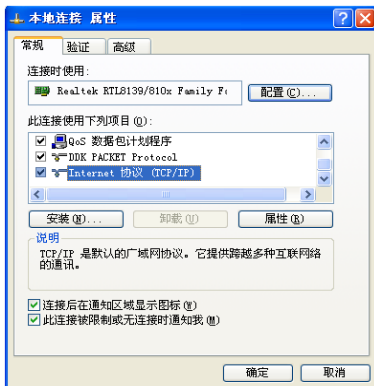 本地连接 属性
常规 验证 高级
连接时使用:
Realtek RTL8139/810x Family F
配置(C)...
此连接使用下列项目(O):
QoS 数据包计划程序
DDK PACKET Protocol
Internet 协议 (TCP/IP)
安装(N)... 卸载(U) 属性(R)
说明
TCP/IP 是默认的广域网协议。它提供跨越多种互联网络
的通讯。
连接后在通知区域显示图标(W)
此连接被限制或无连接时通知我(M)
确定 取消